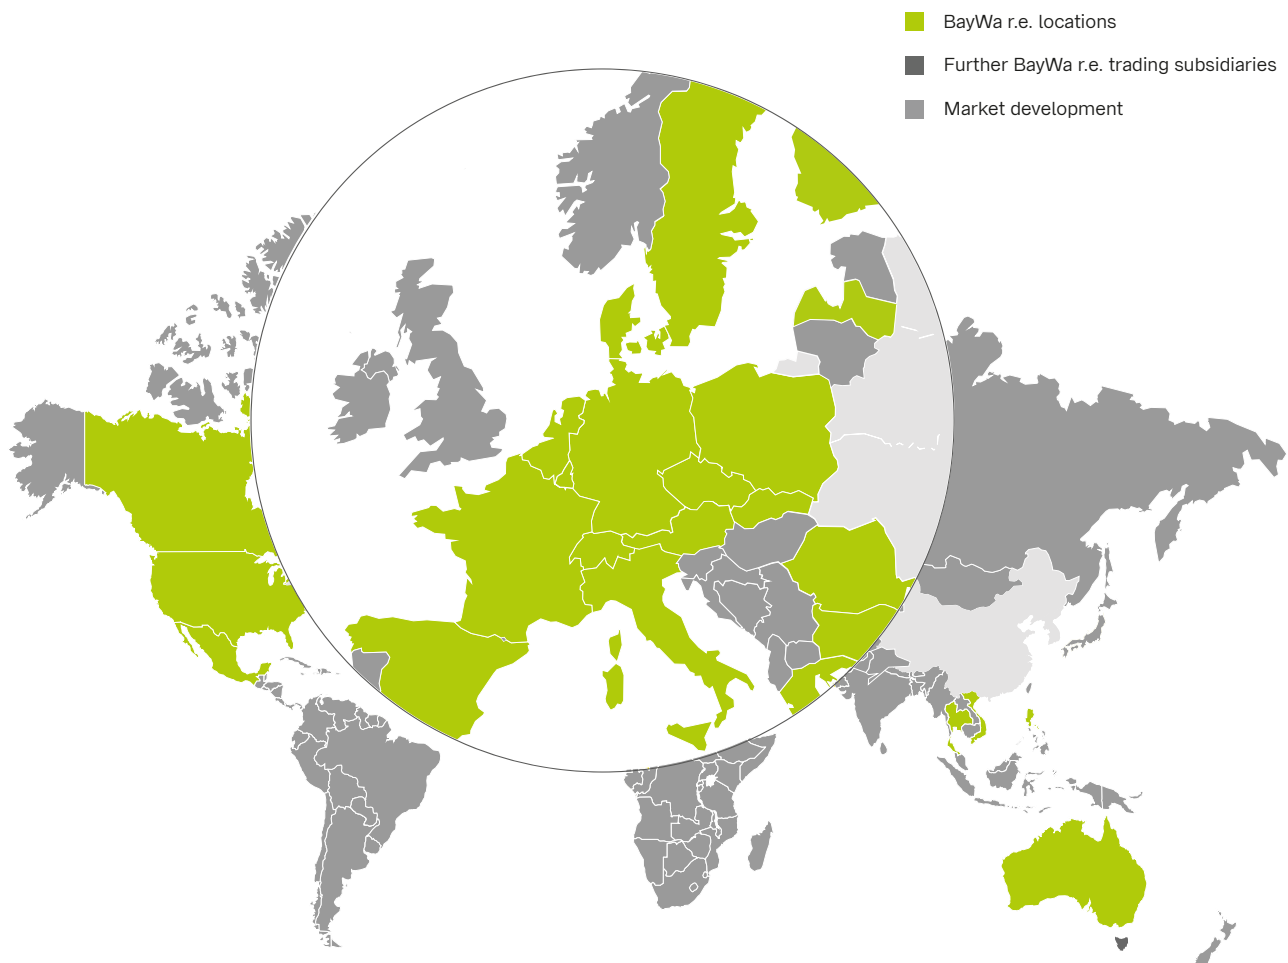 BayWa r.e. locations
Further BayWa r.e. trading subsidiaries
Market development